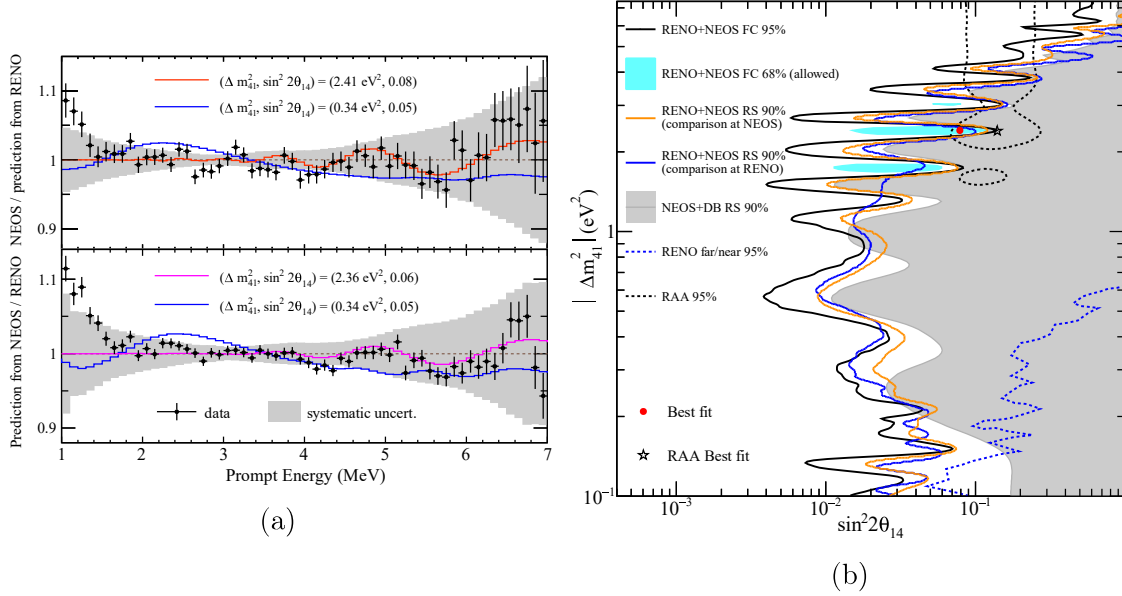 NEOS / prediction from RENO
1.1
1
0.9
(Δ m²₄₁, sin² 2θ₁₄) = (2.41 eV², 0.08)
(Δ m²₄₁, sin² 2θ₁₄) = (0.34 eV², 0.05)
Prediction from NEOS / RENO
1.1
1
0.9
(Δ m²₄₁, sin² 2θ₁₄) = (2.36 eV², 0.06)
(Δ m²₄₁, sin² 2θ₁₄) = (0.34 eV², 0.05)
data
systematic uncert.
1 2 3 4 5 6 7
Prompt Energy (MeV)
(a)
| Δm²₄₁ | (eV²)
1
10⁻¹
RENO+NEOS FC 95%
RENO+NEOS FC 68% (allowed)
RENO+NEOS RS 90%
(comparison at NEOS)
RENO+NEOS RS 90%
(comparison at RENO)
NEOS+DB RS 90%
RENO far/near 95%
RAA 95%
Best fit
RAA Best fit
10⁻³ 10⁻² 10⁻¹
sin²2θ₁₄
(b)